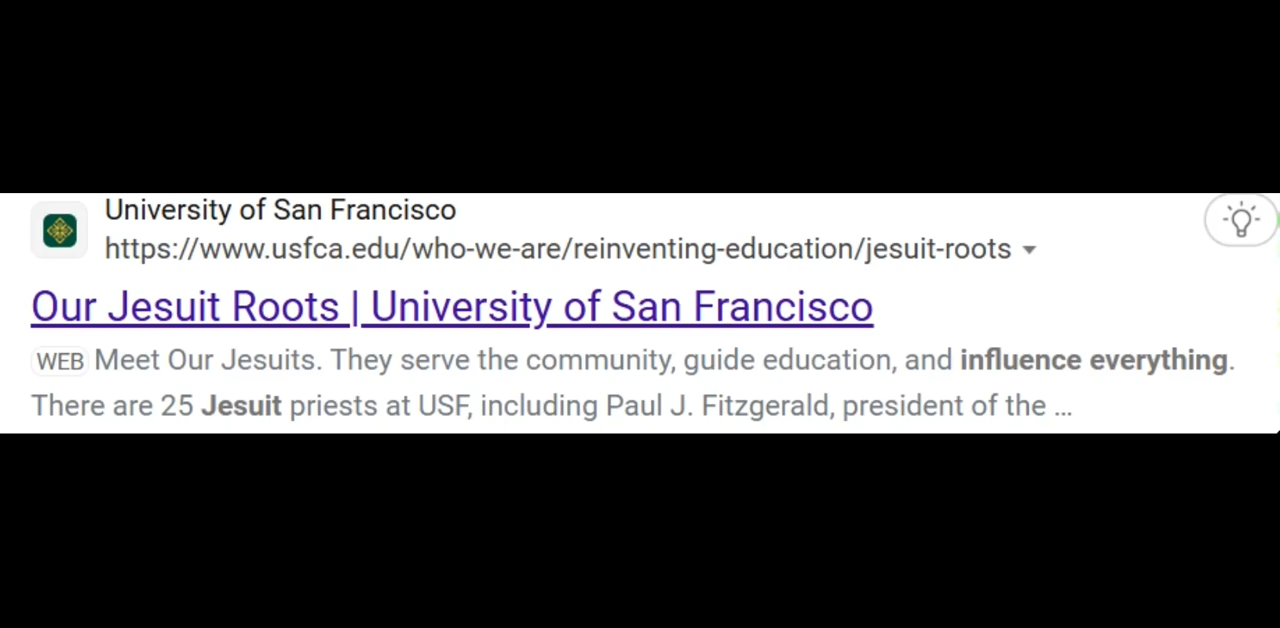 University of San Francisco
https://www.usfca.edu/who-we-are/reinventing-education/jesuit-roots
Our Jesuit Roots | University of San Francisco
WEB Meet Our Jesuits. They serve the community, guide education, and influence everything.
There are 25 Jesuit priests at USF, including Paul J. Fitzgerald, president of the ...